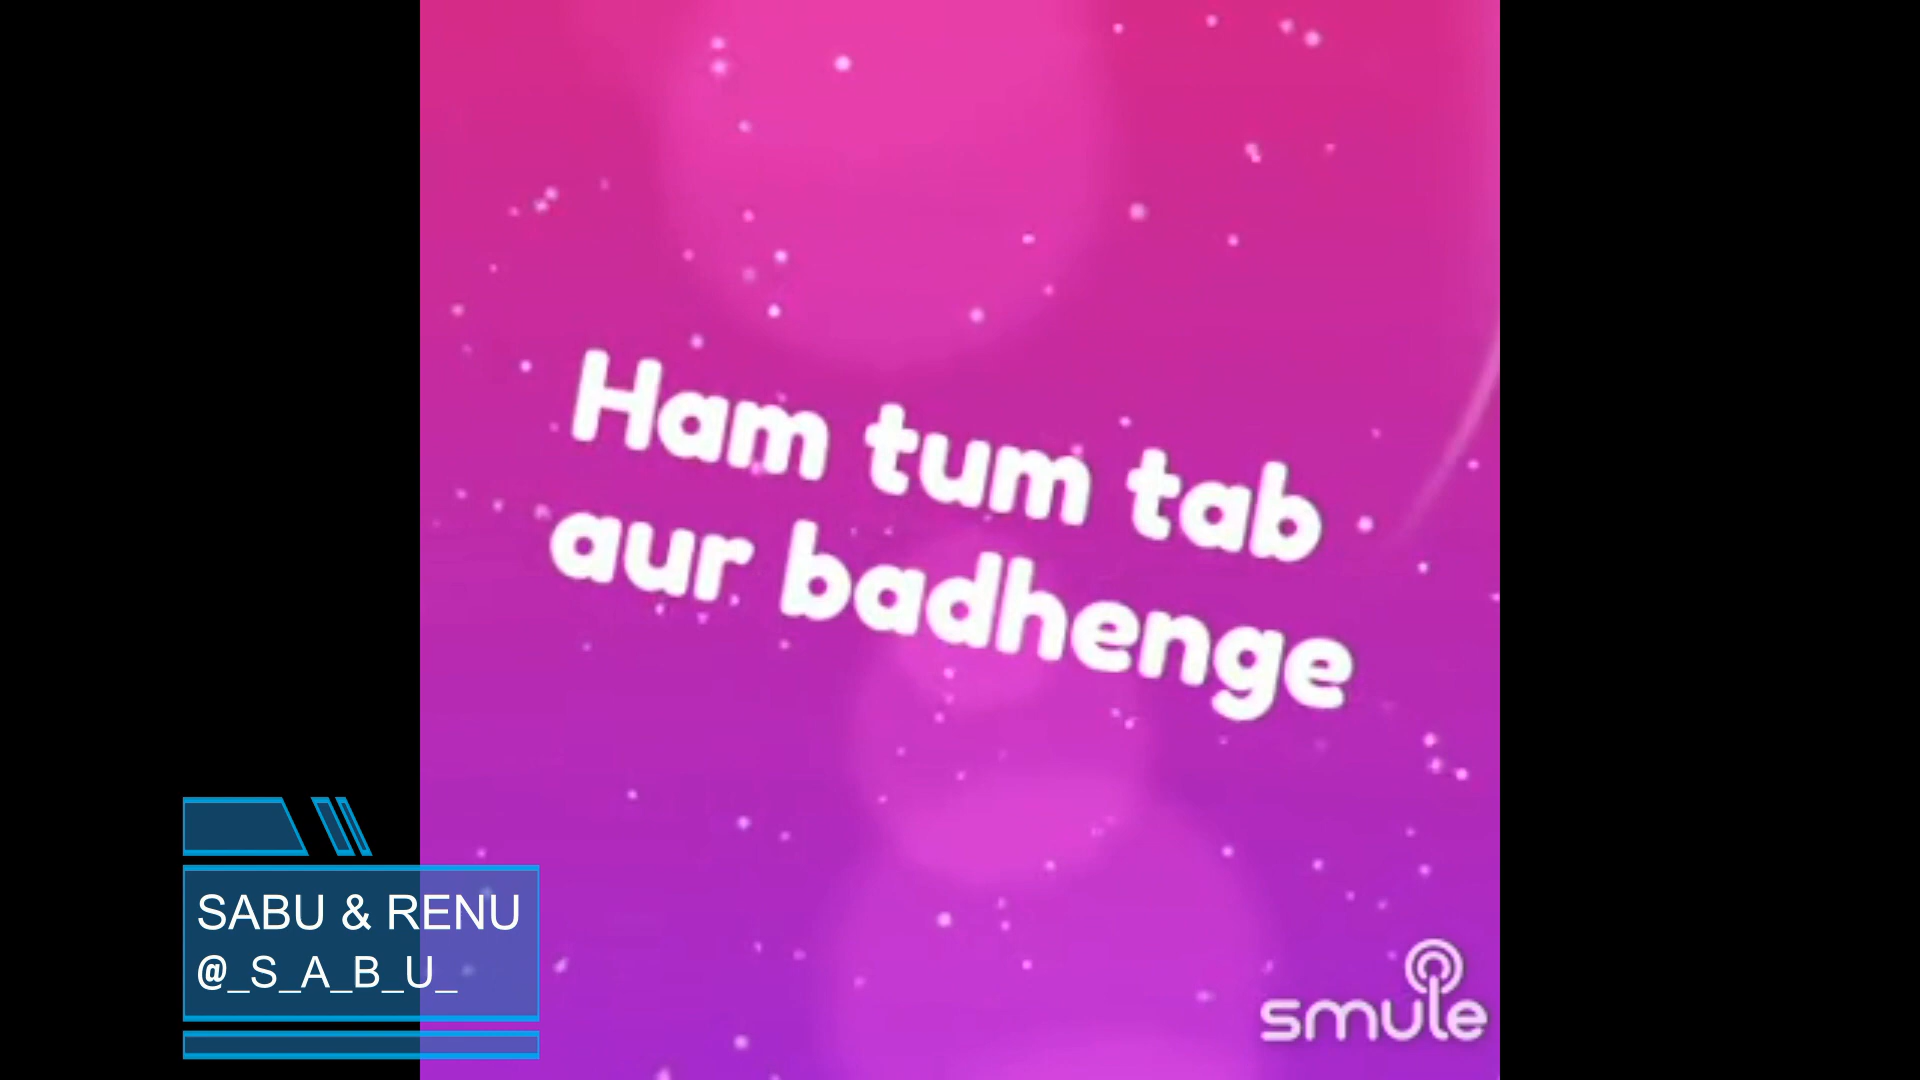 Ham tum tab
aur badhenge
SABU & RENU
@_S_A_B_U_
smule